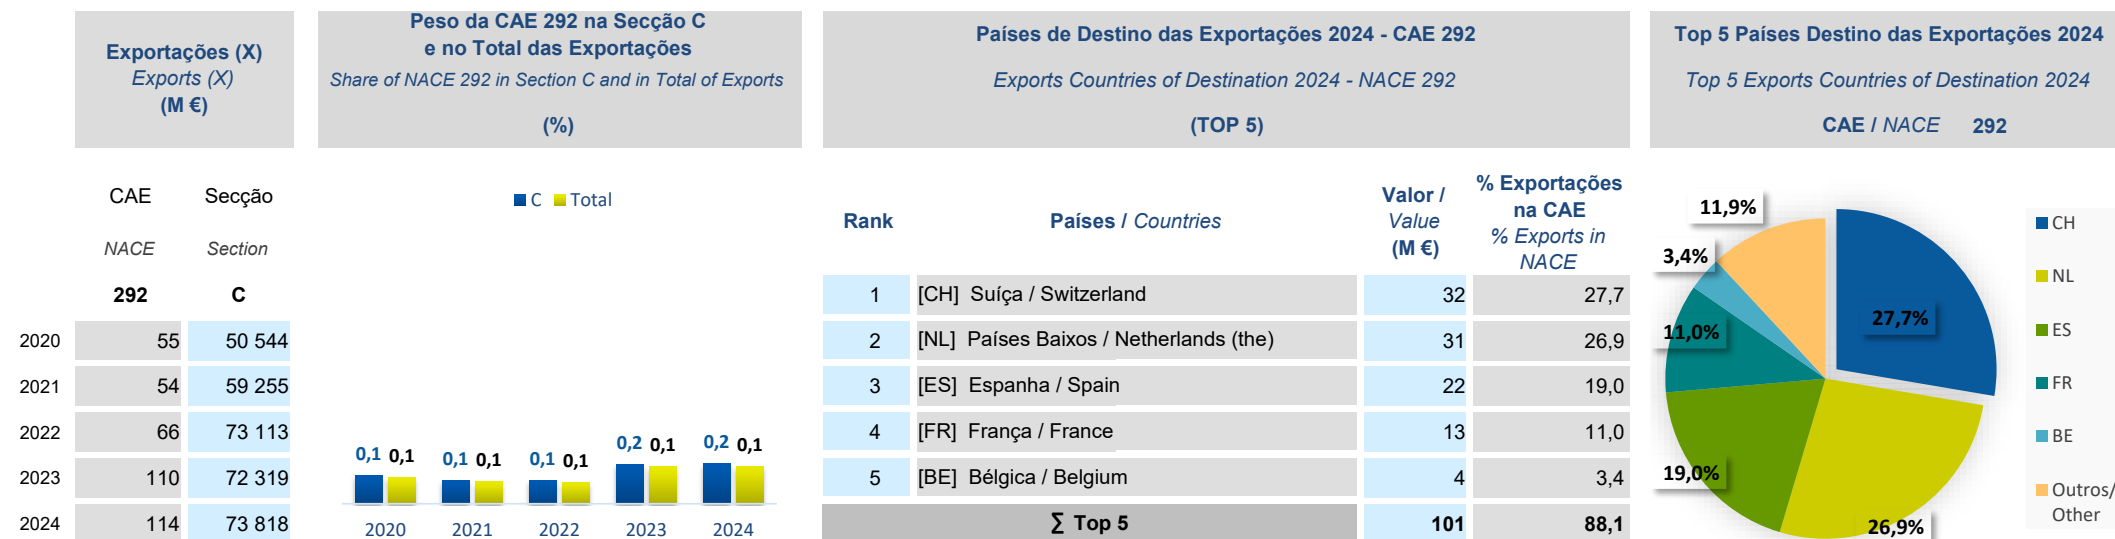 Exportações (X)
Exports (X)
(M €)
CAE Secção
NACE Section
292 C
2020 55 50 544
2021 54 59 255
2022 66 73 113
2023 110 72 319
2024 114 73 818
Peso da CAE 292 na Secção C
e no Total das Exportações
Share of NACE 292 in Section C and in Total of Exports
(%)
C Total
0,1 0,1 0,1 0,1 0,1 0,1 0,2 0,1 0,2 0,1
2020 2021 2022 2023 2024
Países de Destino das Exportações 2024 - CAE 292
Exports Countries of Destination 2024 - NACE 292
(TOP 5)
Rank Países / Countries Valor / Value (M €) % Exportações na CAE % Exports in NACE
1 [CH] Suíça / Switzerland 32 27,7
2 [NL] Países Baixos / Netherlands (the) 31 26,9
3 [ES] Espanha / Spain 22 19,0
4 [FR] França / France 13 11,0
5 [BE] Bélgica / Belgium 4 3,4
∑ Top 5 101 88,1
Top 5 Países Destino das Exportações 2024
Top 5 Exports Countries of Destination 2024
CAE / NACE 292
11,9%
3,4%
11,0%
27,7%
19,0%
26,9%
CH
NL
ES
FR
BE
Outros/
Other